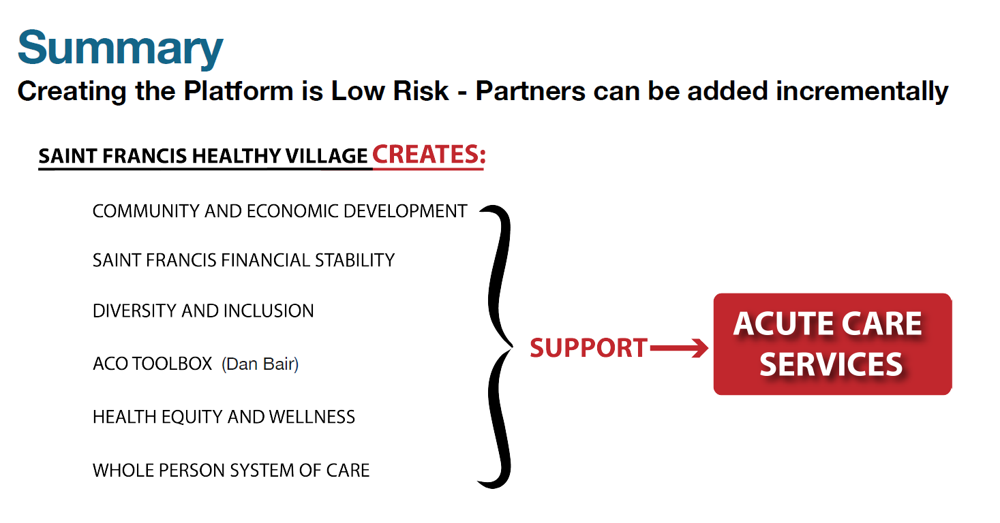 Summary
Creating the Platform is Low Risk - Partners can be added incrementally
SAINT FRANCIS HEALTHY VILLAGE CREATES:
COMMUNITY AND ECONOMIC DEVELOPMENT
SAINT FRANCIS FINANCIAL STABILITY
DIVERSITY AND INCLUSION
ACO TOOLBOX (Dan Bair)
HEALTH EQUITY AND WELLNESS
WHOLE PERSON SYSTEM OF CARE
SUPPORT
ACUTE CARE
SERVICES